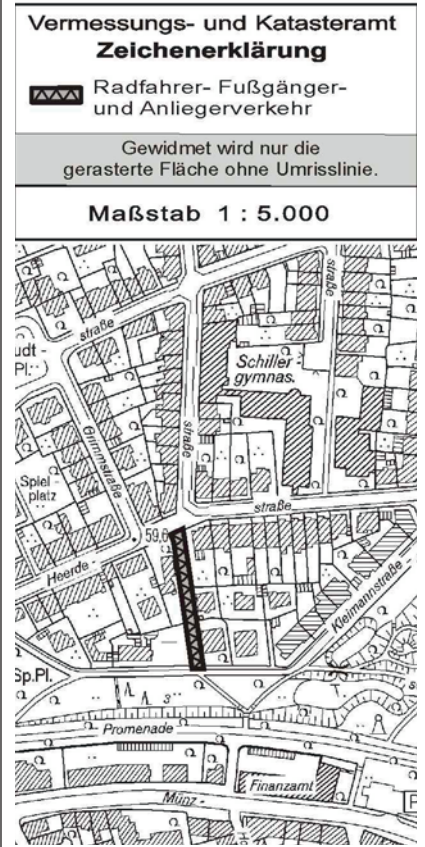 Vermessungs- und Katasteramt
Zeichenerklärung
Radfahrer- Fußgänger-
und Anliegerverkehr
Gewidmet wird nur die
gerasterte Fläche ohne Umrisslinie.
Maßstab 1 : 5.000
straße
straße
udt -
Pl.
Schiller
gymnas.
Grimmstraße
straße
Spiel -
platz
straße
59,6
Heerde -
Kleimannstraße
Sp.Pl.
Promenade
Finanzamt
Münz -
P